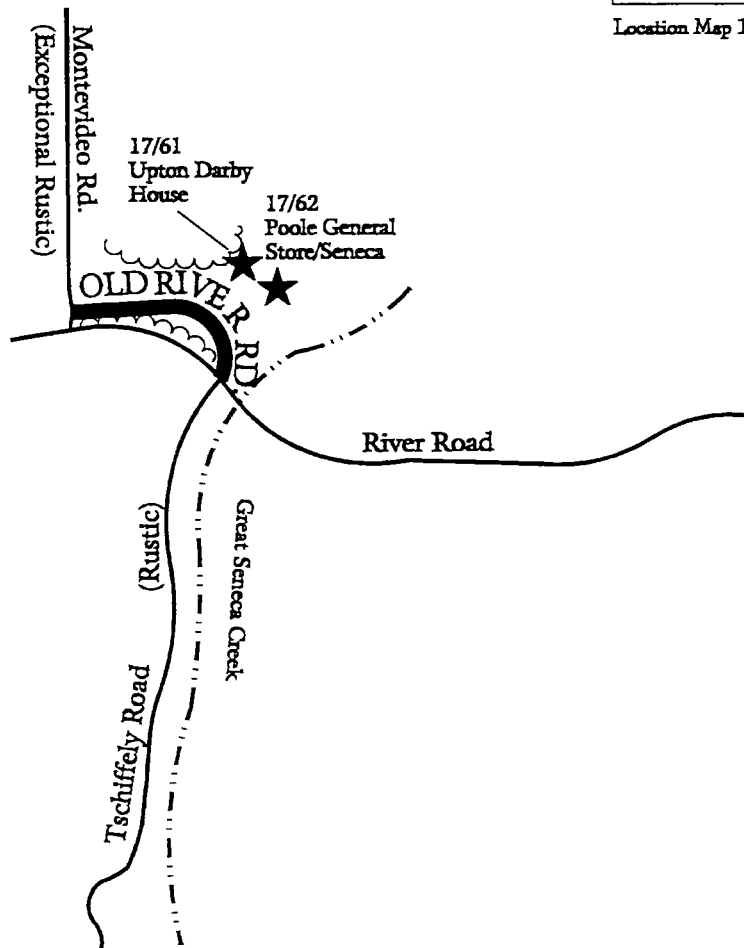 Location Map 1
Montevideo Rd.
(Exceptional Rustic)
17/61
Upton Darby
House
17/62
Poole General
Store/Seneca
OLD RIVER RD
River Road
(Rustic)
Great Seneca Creek
Tschiffely Road